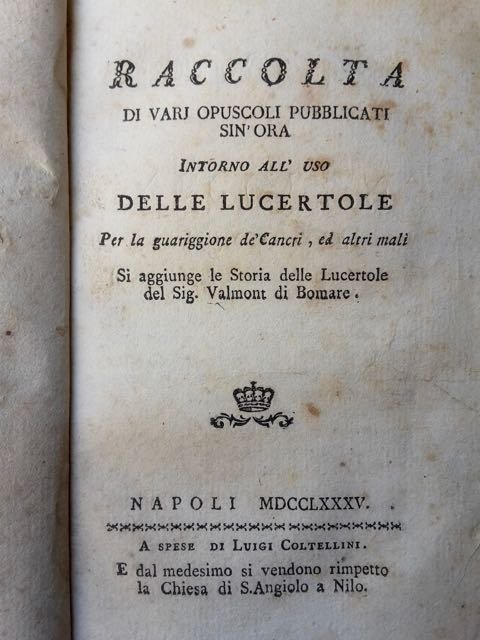 RACCOLTA
DI VARJ OPUSCOLI PUBBLICATI
SIN' ORA
INTORNO ALL' USO
DELLE LUCERTOLE
Per la guariggione de' Cancri, ed altri mali
Si aggiunge le Storia delle Lucertole
del Sig. Valmont di Bomare.
NAPOLI MDCCLXXXV.
A SPESE DI LUIGI COLTELLINI.
E dal medesimo si vendono rimpetto
la Chiesa di S. Angiolo a Nilo.